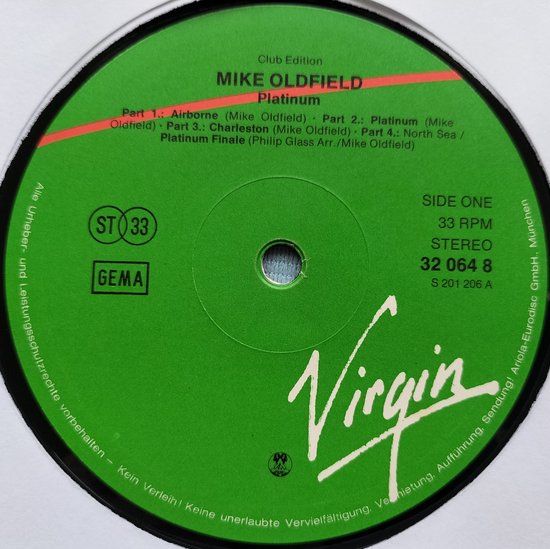 Club Edition
MIKE OLDFIELD
Platinum
Part 1.: Airborne (Mike Oldfield) · Part 2.: Platinum (Mike
Oldfield) · Part 3.: Charleston (Mike Oldfield) · Part 4.: North Sea /
Platinum Finale (Philip Glass Arr./Mike Oldfield)
ST 33
GEMA
SIDE ONE
33 RPM
STEREO
32 064 8
S 201 206 A
Virgin
Alle Urheber- und Leistungsschutzrechte vorbehalten – Kein Verleih! Keine unerlaubte Vervielfältigung, Vermietung, Aufführung, Sendung! Ariola-Eurodisc GmbH, München